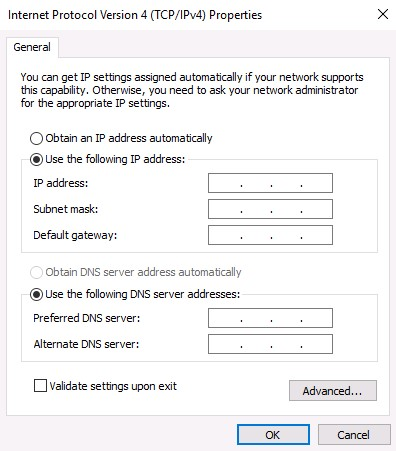 Internet Protocol Version 4 (TCP/IPv4) Properties
General
You can get IP settings assigned automatically if your network supports
this capability. Otherwise, you need to ask your network administrator
for the appropriate IP settings.
Obtain an IP address automatically
Use the following IP address:
IP address: . . .
Subnet mask: . . .
Default gateway: . . .
Obtain DNS server address automatically
Use the following DNS server addresses:
Preferred DNS server: . . .
Alternate DNS server: . . .
Validate settings upon exit
Advanced...
OK Cancel